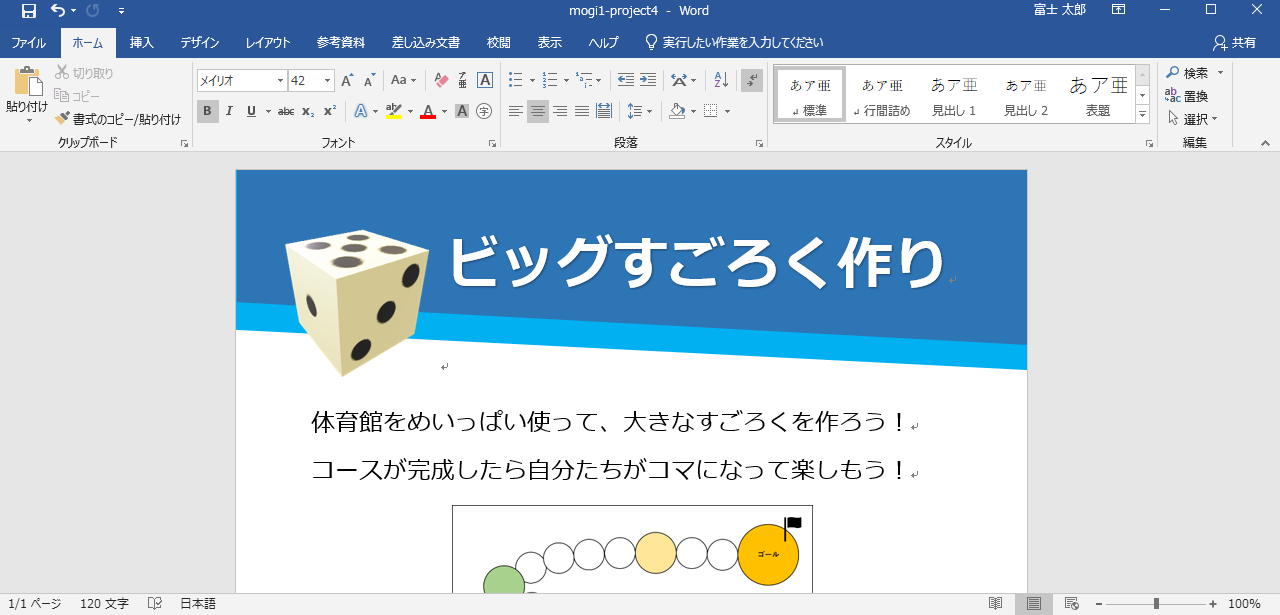 mogi1-project4 - Word
富士 太郎
ファイル ホーム 挿入 デザイン レイアウト 参考資料 差し込み文書 校閲 表示 ヘルプ 実行したい作業を入力してください 共有
貼り付け
切り取り
コピー
書式のコピー/貼り付け
クリップボード
メイリオ 42
Aa
B I U abc x₂ x²
フォント
段落
あア亜 あア亜 あア亜 あア亜 あア亜
標準 行間詰め 見出し 1 見出し 2 表題
スタイル
検索
置換
選択
編集
ビッグすごろく作り
体育館をめいっぱい使って、大きなすごろくを作ろう！
コースが完成したら自分たちがコマになって楽しもう！
ゴール
1/1 ページ 120 文字 日本語 100%